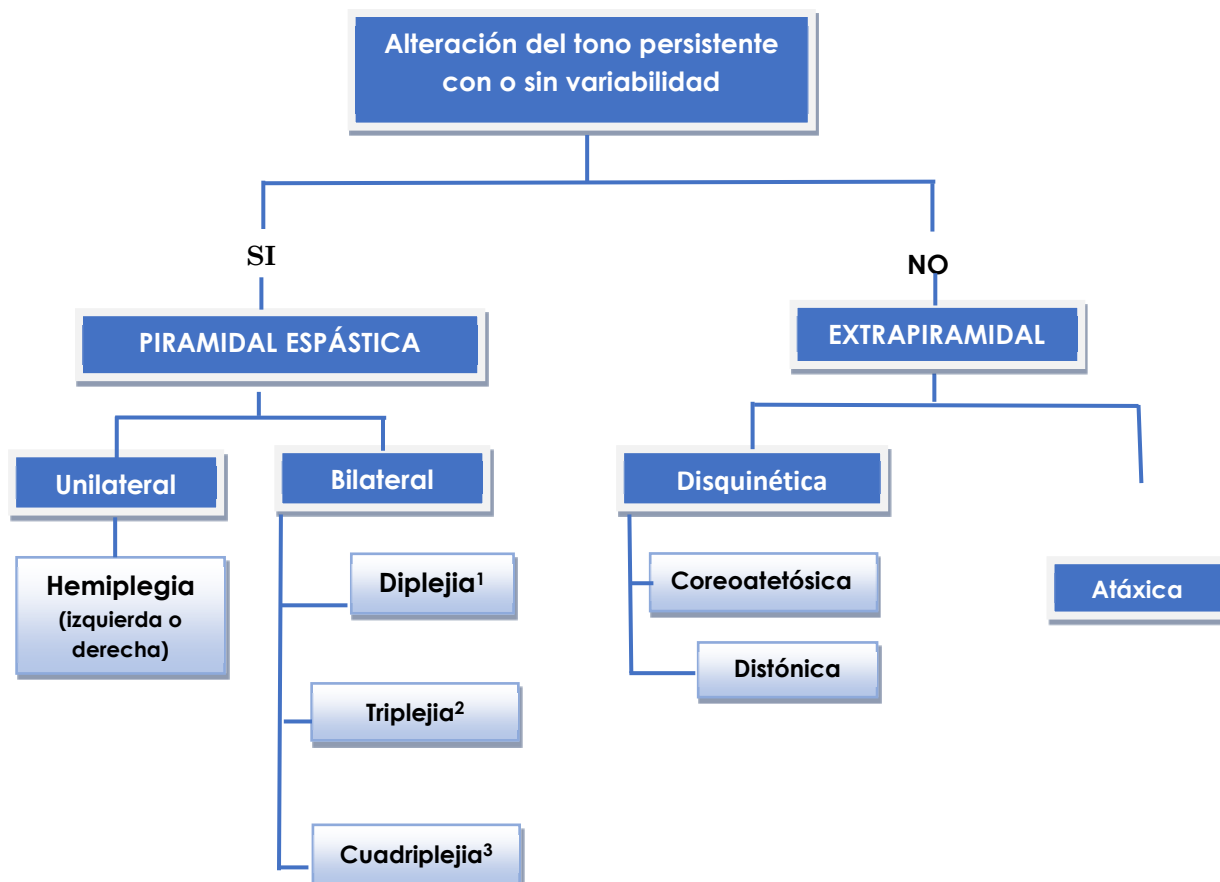 Alteración del tono persistente
con o sin variabilidad
SI
NO
PIRAMIDAL ESPÁSTICA
EXTRAPIRAMIDAL
Unilateral
Bilateral
Disquinética
Hemiplegia
(izquierda o
derecha)
Diplejia¹
Coreoatetósica
Atáxica
Distónica
Triplejia²
Cuadriplejia³